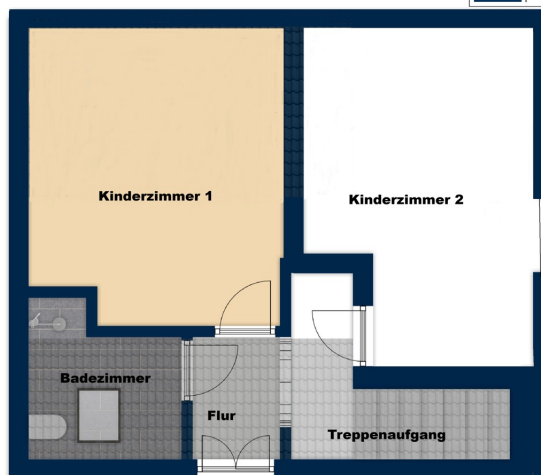 Kinderzimmer 1
Kinderzimmer 2
Badezimmer
Flur
Treppenaufgang